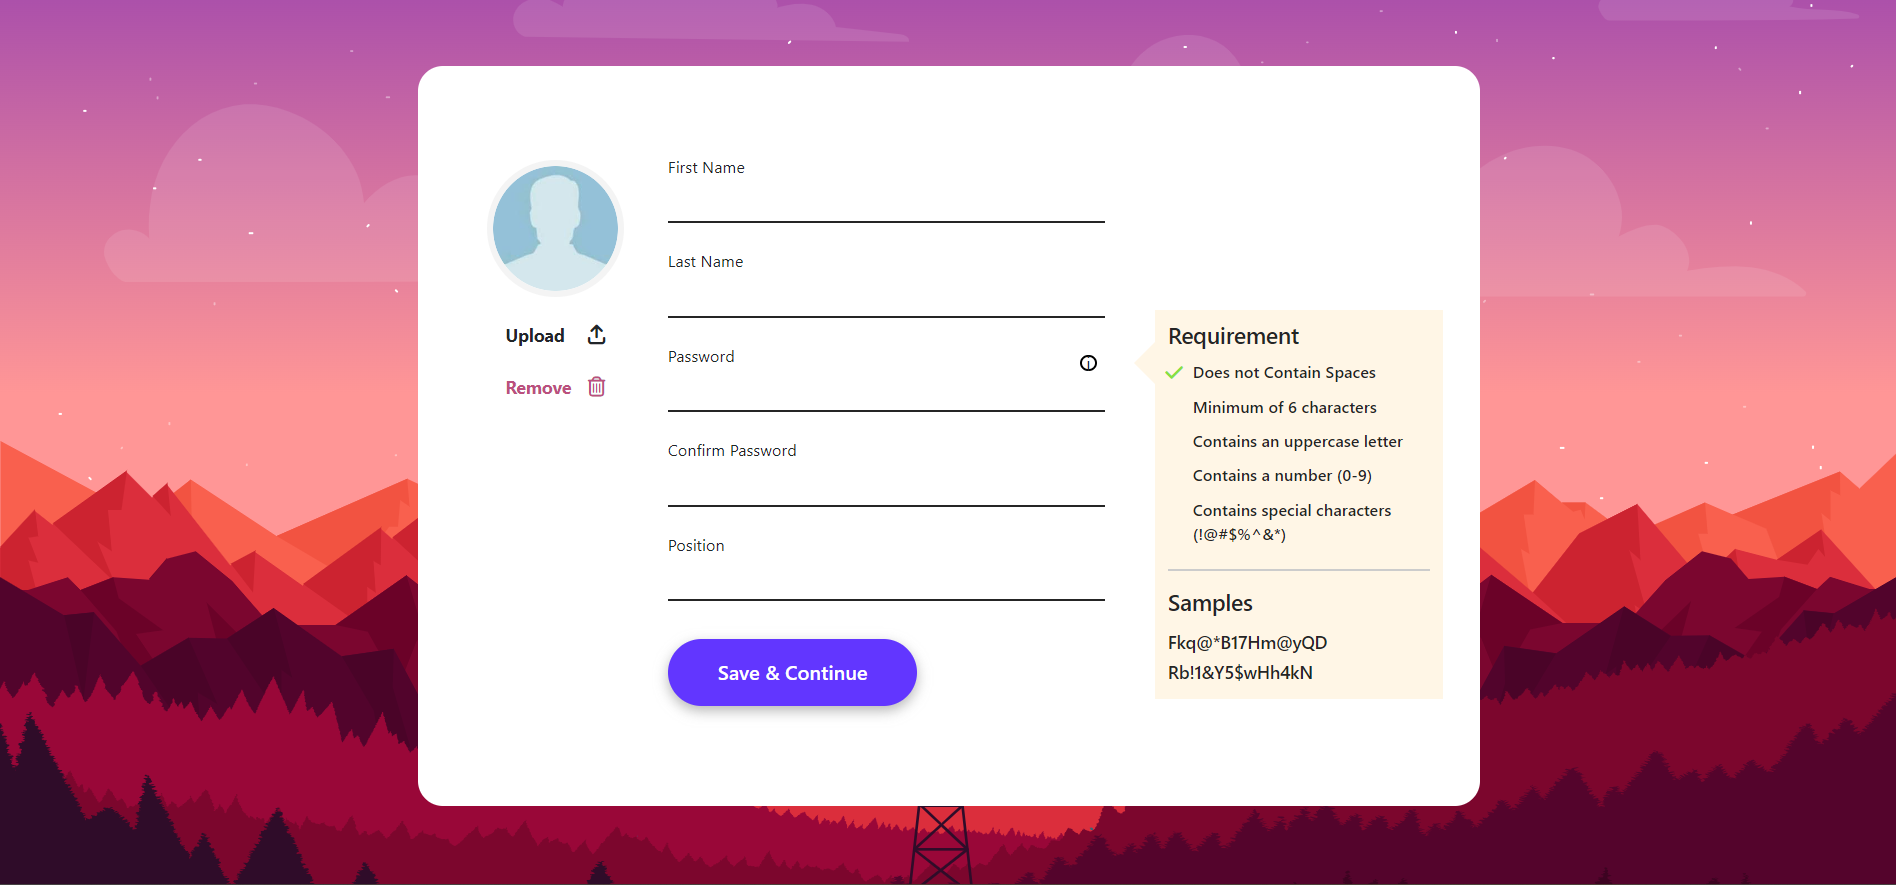 First Name
Last Name
Upload
Remove
Password
Confirm Password
Position
Save & Continue
Requirement
Does not Contain Spaces
Minimum of 6 characters
Contains an uppercase letter
Contains a number (0-9)
Contains special characters
(!@#$%^&*)
Samples
Fkq@*B17Hm@yQD
Rb!1&Y5$wHh4kN